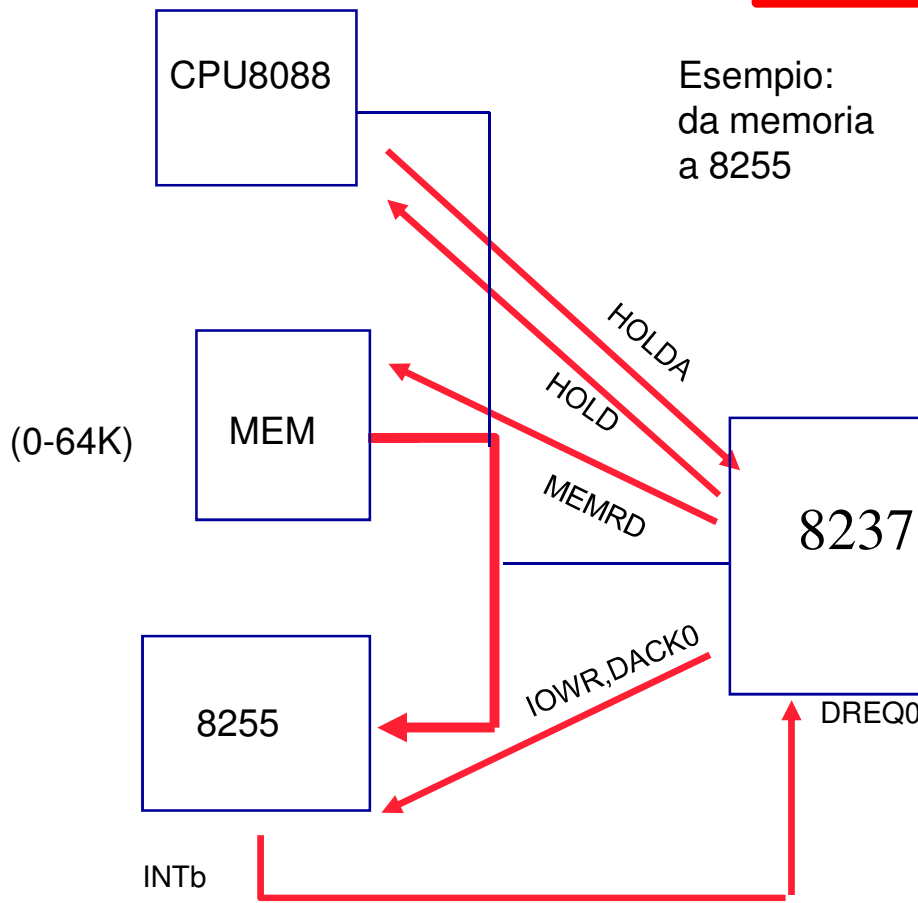 CPU8088
Esempio:
da memoria
a 8255
HOLDA
HOLD
(0-64K)
MEM
MEMRD
8237
IOWR,DACK0
8255
DREQ0
INTb